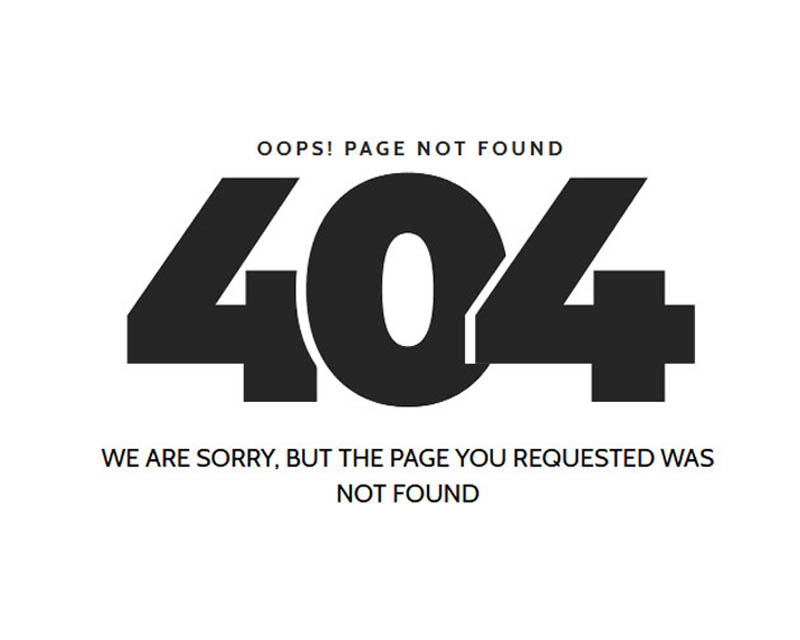 OOPS! PAGE NOT FOUND
404
WE ARE SORRY, BUT THE PAGE YOU REQUESTED WAS
NOT FOUND